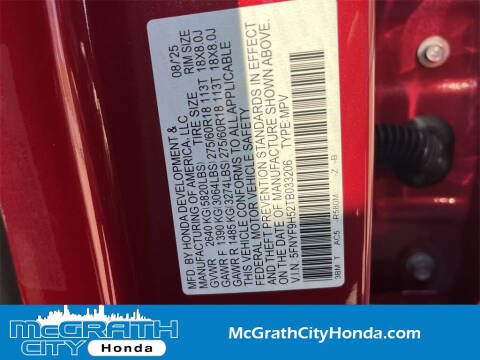 MFD. BY HONDA DEVELOPMENT &
MANUFACTURING OF AMERICA, LLC 08/25
TIRE SIZE RIM SIZE
GVWR 2640 KG(5820LBS)
GAWR F 1390 KG(3064LBS) 275/60R18 113T 18X8.0J
GAWR R 1485 KG(3274LBS) 275/60R18 113T 18X8.0J
THIS VEHICLE CONFORMS TO ALL APPLICABLE
FEDERAL MOTOR VEHICLE SAFETY
AND THEFT PREVENTION STANDARDS IN EFFECT
ON THE DATE OF MANUFACTURE SHOWN ABOVE.
V.I.N. 5FNYF9H52TB033206 TYPE:MPV
3BM T AC5 R580M -Z -B
McGRATH
CITY
Honda
McGrathCityHonda.com